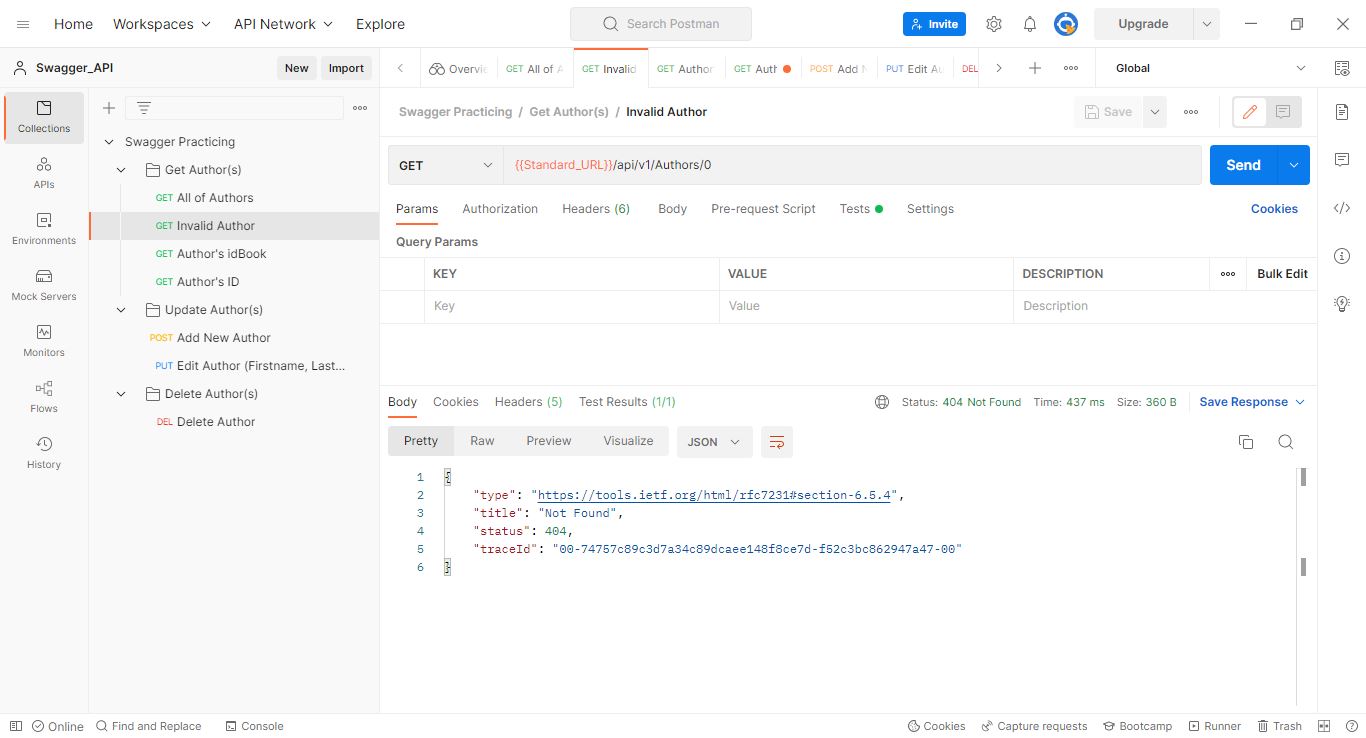 Home Workspaces API Network Explore Search Postman Invite Upgrade
Swagger_API New Import
Overvie GET All of A GET Invalid GET Author GET Auth POST Add N PUT Edit Au DEL Global
Collections
APIs
Environments
Mock Servers
Monitors
Flows
History
Swagger Practicing
Get Author(s)
GET All of Authors
GET Invalid Author
GET Author's idBook
GET Author's ID
Update Author(s)
POST Add New Author
PUT Edit Author (Firstname, Last...
Delete Author(s)
DEL Delete Author
Swagger Practicing / Get Author(s) / Invalid Author Save
GET {{Standard_URL}}/api/v1/Authors/0 Send
Params Authorization Headers (6) Body Pre-request Script Tests Settings Cookies
Query Params
KEY VALUE DESCRIPTION Bulk Edit
Key Value Description
Body Cookies Headers (5) Test Results (1/1) Status: 404 Not Found Time: 437 ms Size: 360 B Save Response
Pretty Raw Preview Visualize JSON
1 {
2 "type": "https://tools.ietf.org/html/rfc7231#section-6.5.4",
3 "title": "Not Found",
4 "status": 404,
5 "traceId": "00-74757c89c3d7a34c89dcaee148f8ce7d-f52c3bc862947a47-00"
6 }
Online Find and Replace Console Cookies Capture requests Bootcamp Runner Trash